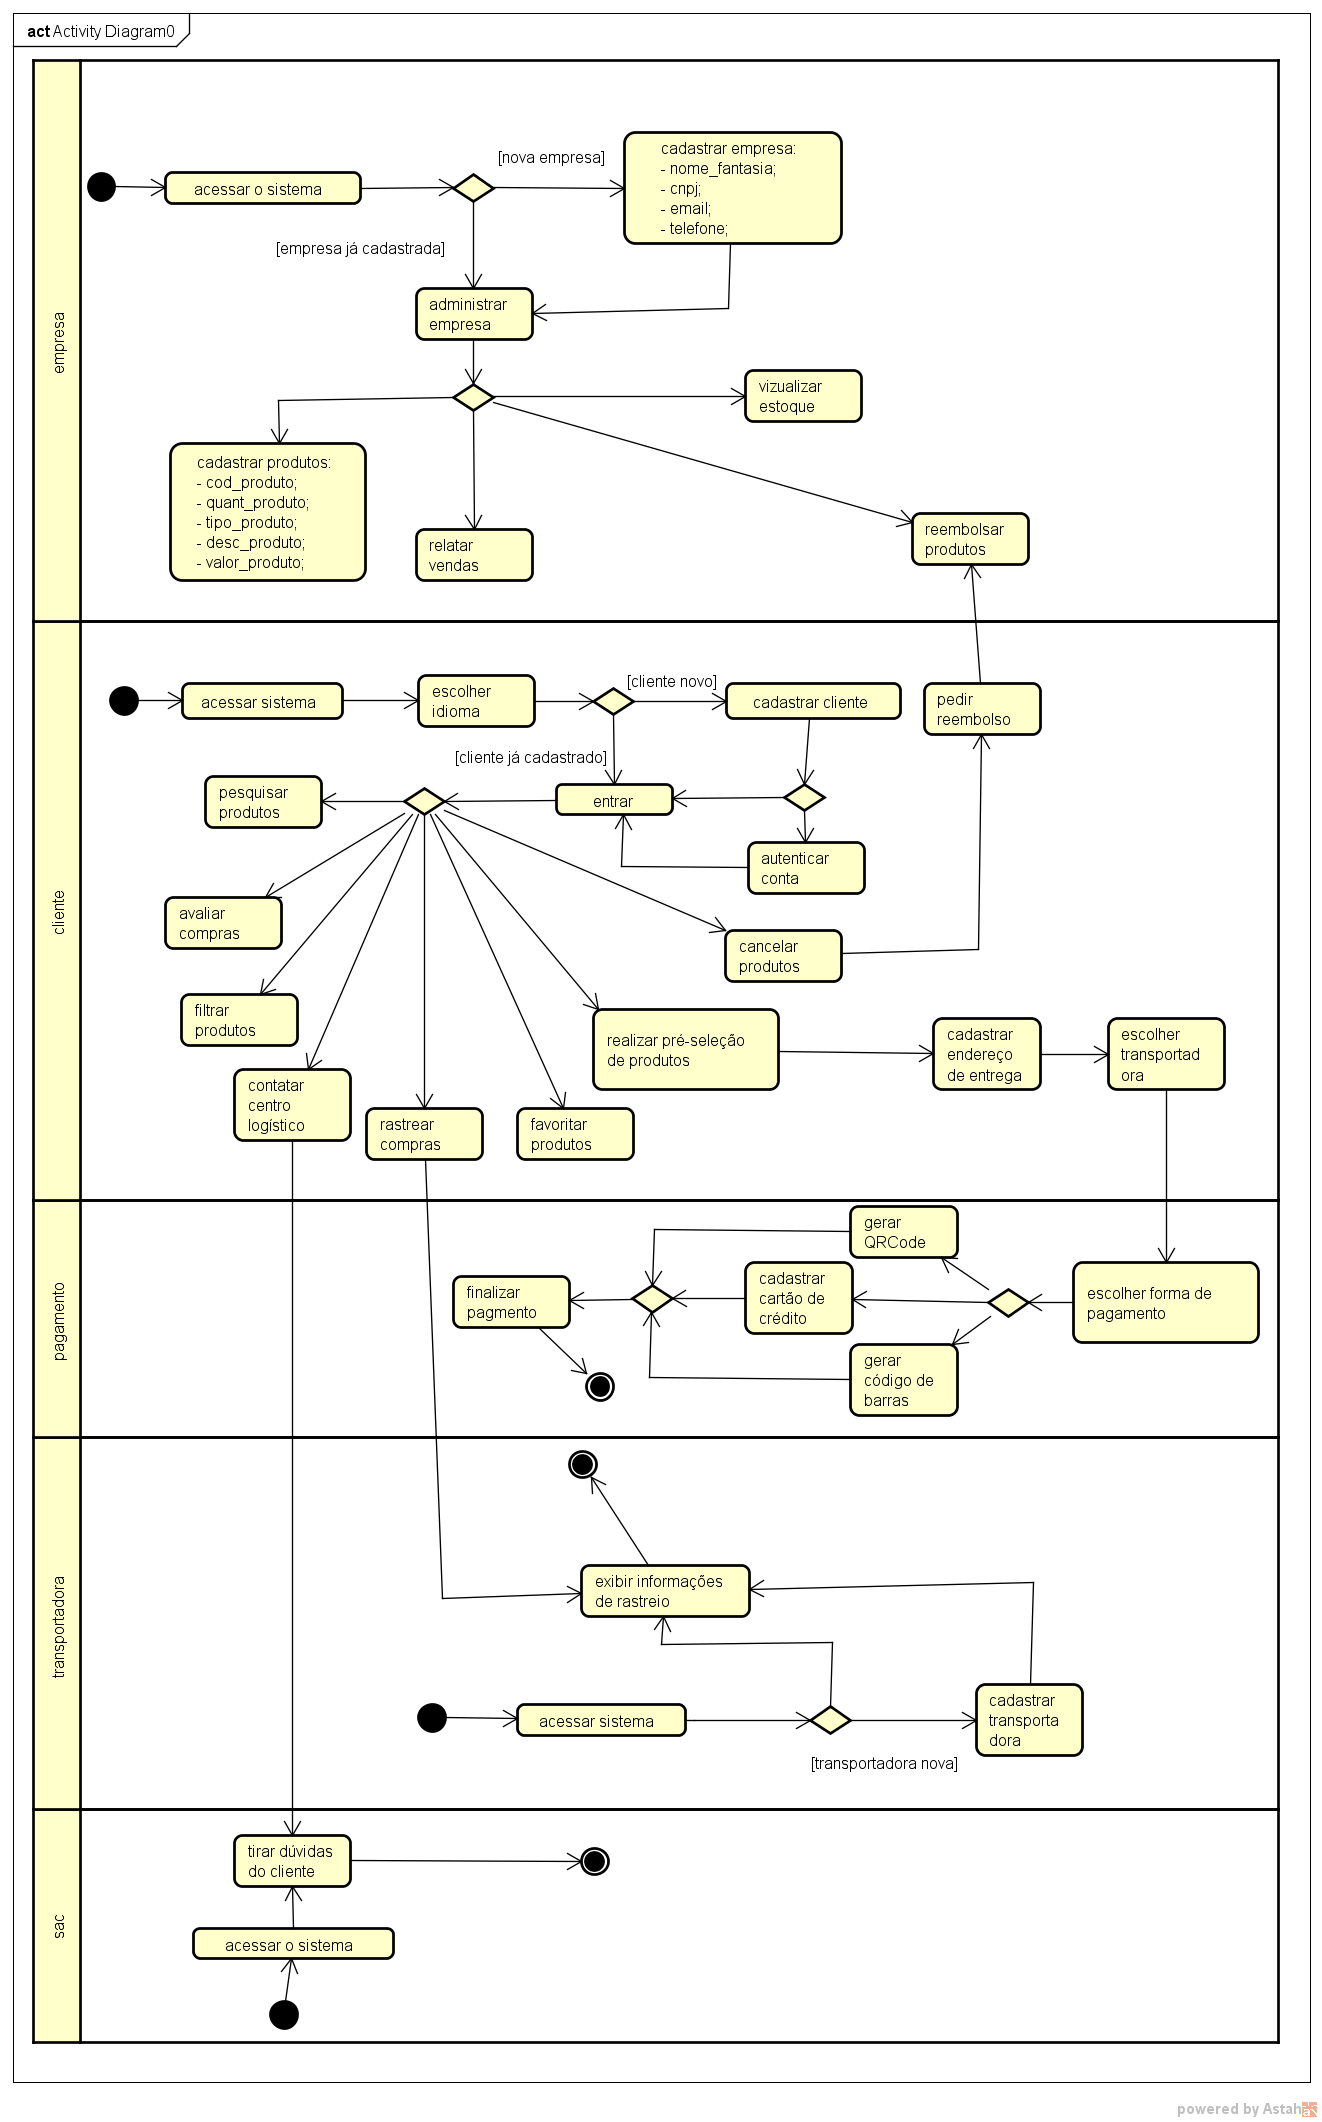 act Activity Diagram0
empresa
[nova empresa]
cadastrar empresa:
- nome_fantasia;
- cnpj;
- email;
- telefone;
acessar o sistema
[empresa já cadastrada]
administrar
empresa
vizualizar
estoque
cadastrar produtos:
- cod_produto;
- quant_produto;
- tipo_produto;
- desc_produto;
- valor_produto;
relatar
vendas
reembolsar
produtos
cliente
acessar sistema
escolher
idioma
[cliente novo]
cadastrar cliente
pedir
reembolso
[cliente já cadastrado]
pesquisar
produtos
entrar
autenticar
conta
avaliar
compras
cancelar
produtos
filtrar
produtos
realizar pré-seleção
de produtos
cadastrar
endereço
de entrega
escolher
transportad
ora
contatar
centro
logístico
rastrear
compras
favoritar
produtos
pagamento
gerar
QRCode
finalizar
pagmento
cadastrar
cartão de
crédito
escolher forma de
pagamento
gerar
código de
barras
transportadora
exibir informações
de rastreio
acessar sistema
cadastrar
transporta
dora
[transportadora nova]
sac
tirar dúvidas
do cliente
acessar o sistema
powered by Astah